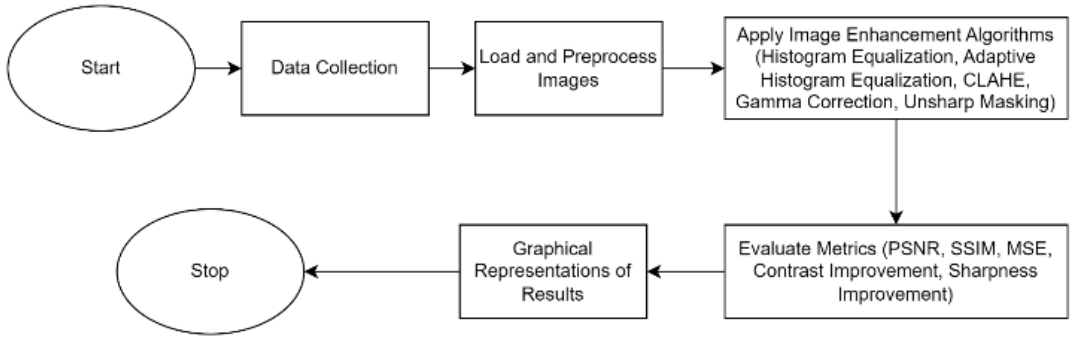 Start
Data Collection
Load and Preprocess
Images
Apply Image Enhancement Algorithms
(Histogram Equalization, Adaptive
Histogram Equalization, CLAHE,
Gamma Correction, Unsharp Masking)
Evaluate Metrics (PSNR, SSIM, MSE,
Contrast Improvement, Sharpness
Improvement)
Graphical
Representations of
Results
Stop